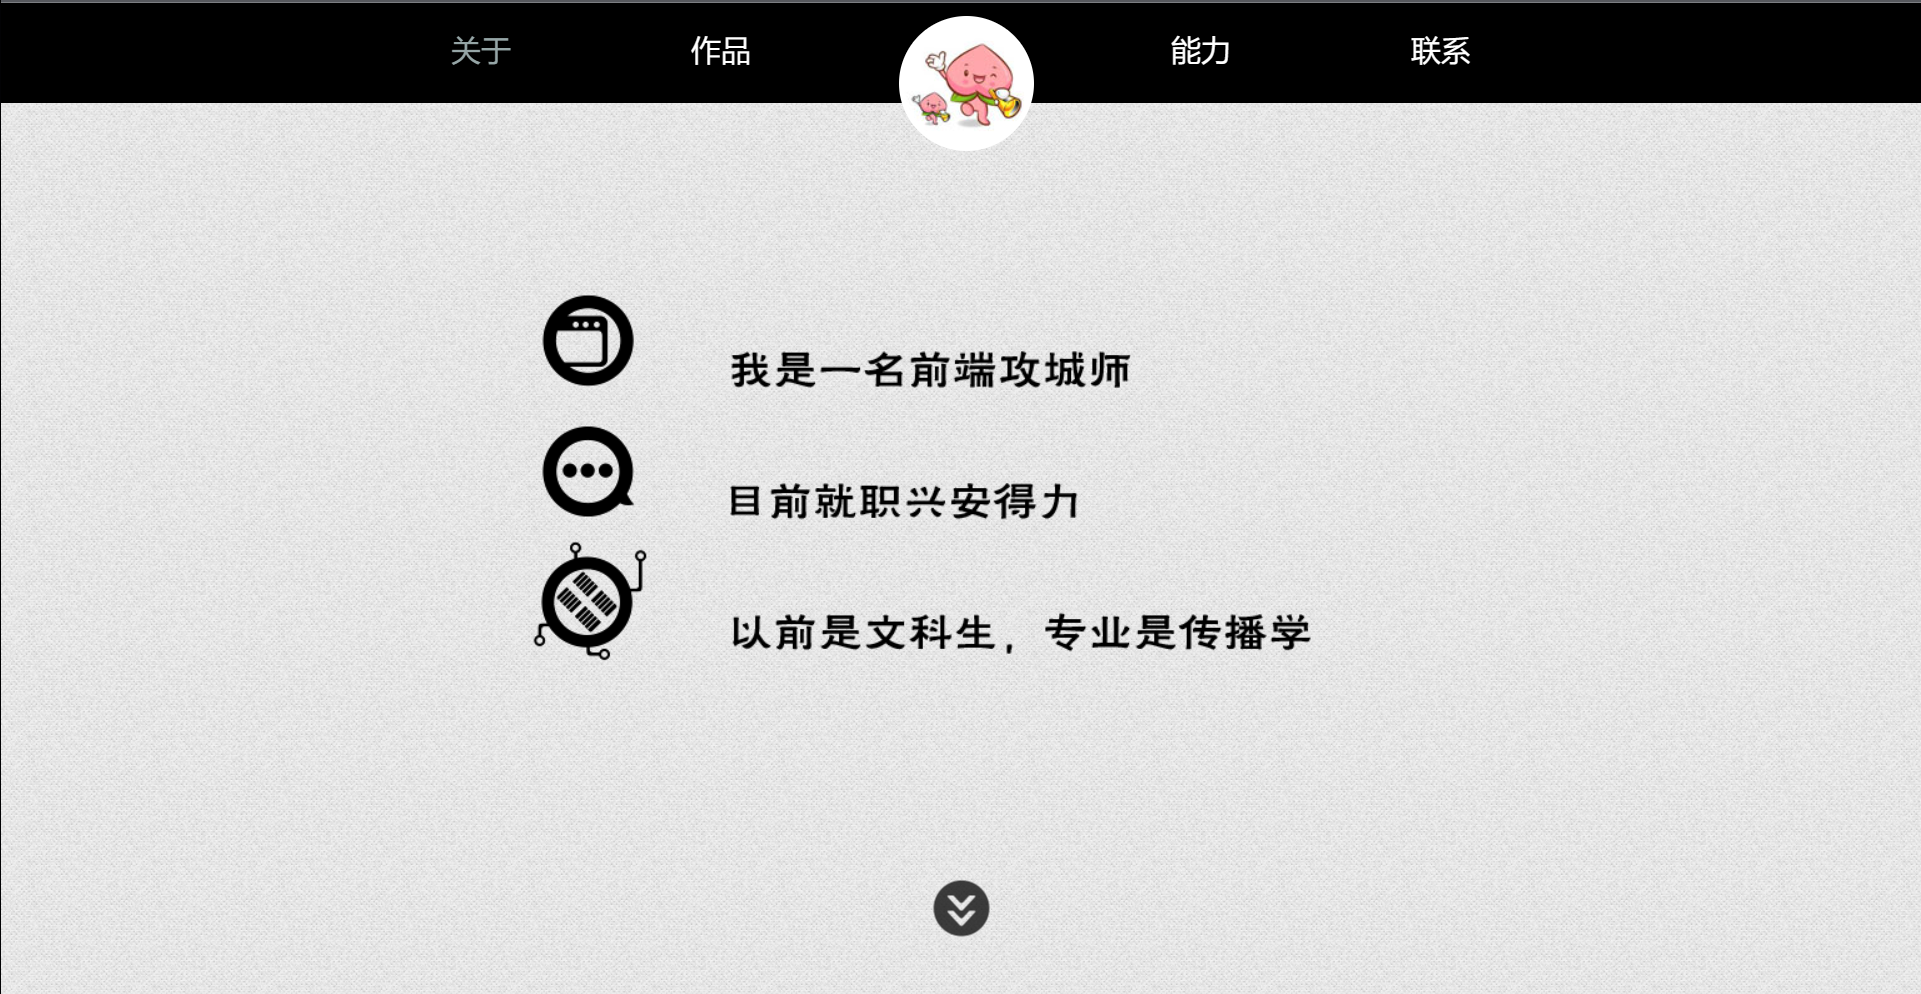 关于 作品 能力 联系
我是一名前端攻城师
目前就职兴安得力
以前是文科生，专业是传播学